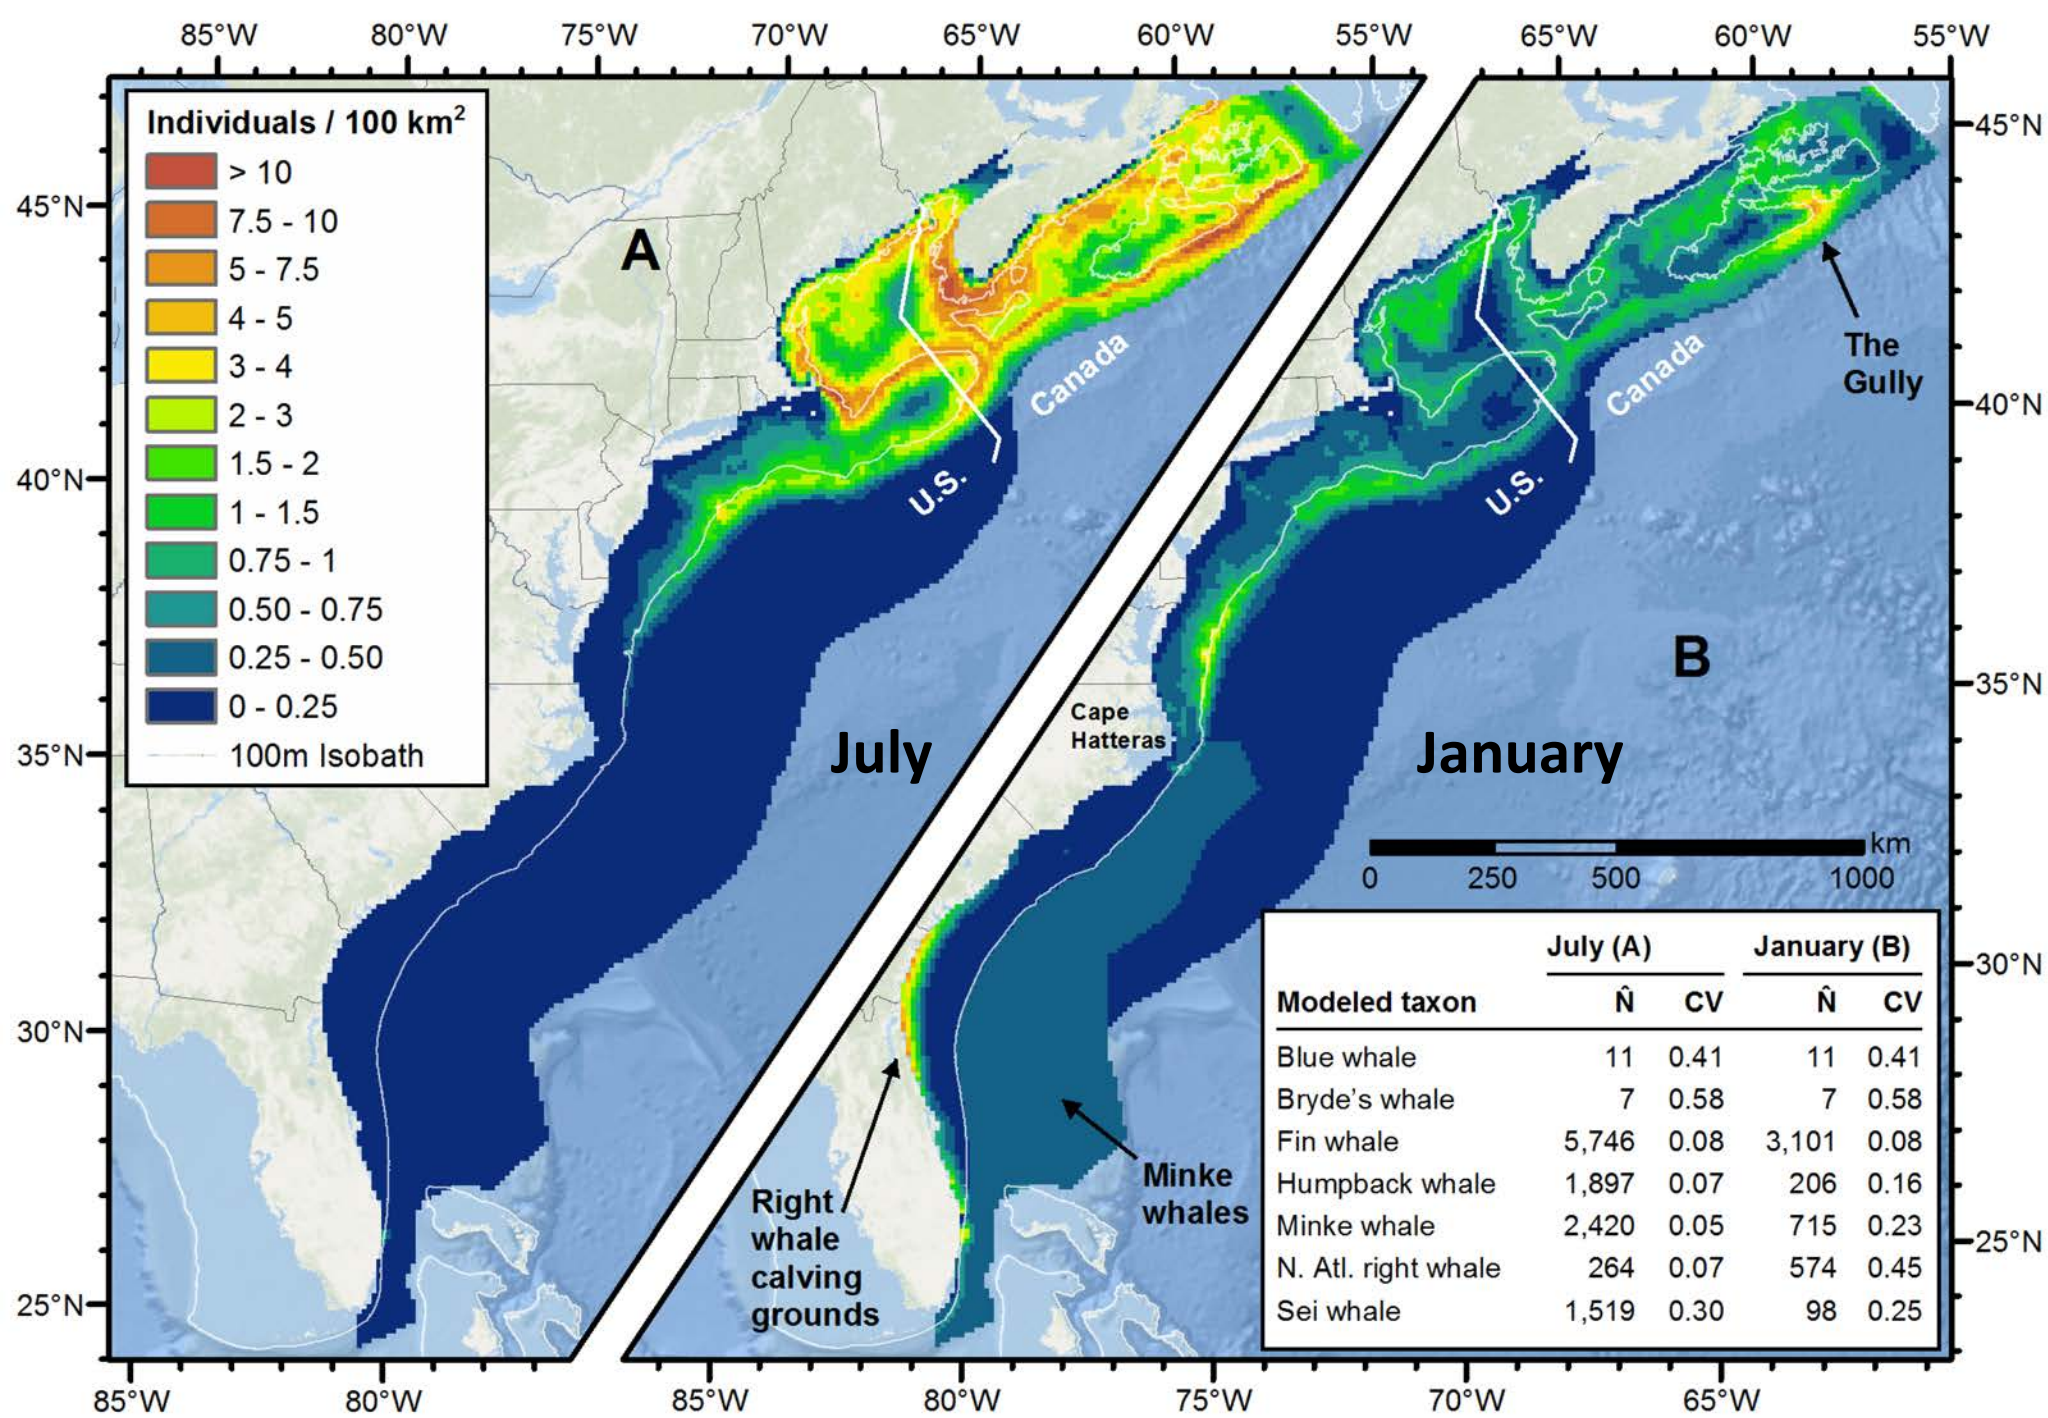 85°W 80°W 75°W 70°W 65°W 60°W 55°W 65°W 60°W 55°W
Individuals / 100 km²
> 10
7.5 - 10
5 - 7.5
4 - 5
3 - 4
2 - 3
1.5 - 2
1 - 1.5
0.75 - 1
0.50 - 0.75
0.25 - 0.50
0 - 0.25
100m Isobath
45°N
40°N
35°N
30°N
25°N
A
Canada
U.S.
July
Canada
U.S.
The
Gully
B
Cape
Hatteras
January
km
0 250 500 1000
Right
whale
calving
grounds
Minke
whales
45°N
40°N
35°N
30°N
25°N
July (A) January (B)
Modeled taxon N̂ CV N̂ CV
Blue whale 11 0.41 11 0.41
Bryde's whale 7 0.58 7 0.58
Fin whale 5,746 0.08 3,101 0.08
Humpback whale 1,897 0.07 206 0.16
Minke whale 2,420 0.05 715 0.23
N. Atl. right whale 264 0.07 574 0.45
Sei whale 1,519 0.30 98 0.25
85°W 80°W 85°W 80°W 75°W 70°W 65°W